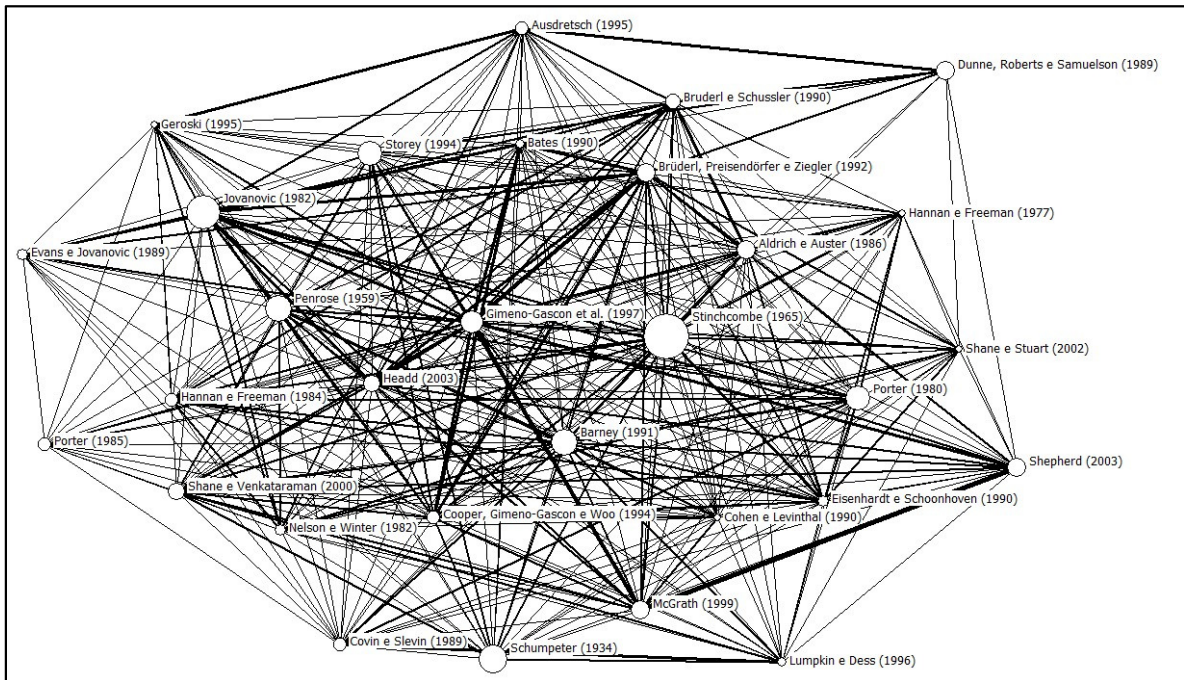 Ausdretsch (1995)
Dunne, Roberts e Samuelson (1989)
Bruderl e Schussler (1990)
Geroski (1995)
Storey (1994)
Bates (1990)
Brüderl, Preisendörfer e Ziegler (1992)
Jovanovic (1982)
Hannan e Freeman (1977)
Aldrich e Auster (1986)
Evans e Jovanovic (1989)
Penrose (1959)
Gimeno-Gascon et al. (1997)
Stinchcombe (1965)
Shane e Stuart (2002)
Headd (2003)
Porter (1980)
Hannan e Freeman (1984)
Barney (1991)
Porter (1985)
Shepherd (2003)
Shane e Venkataraman (2000)
Eisenhardt e Schoonhoven (1990)
Cooper, Gimeno-Gascon e Woo (1994)
Cohen e Levinthal (1990)
Nelson e Winter (1982)
McGrath (1999)
Covin e Slevin (1989)
Schumpeter (1934)
Lumpkin e Dess (1996)